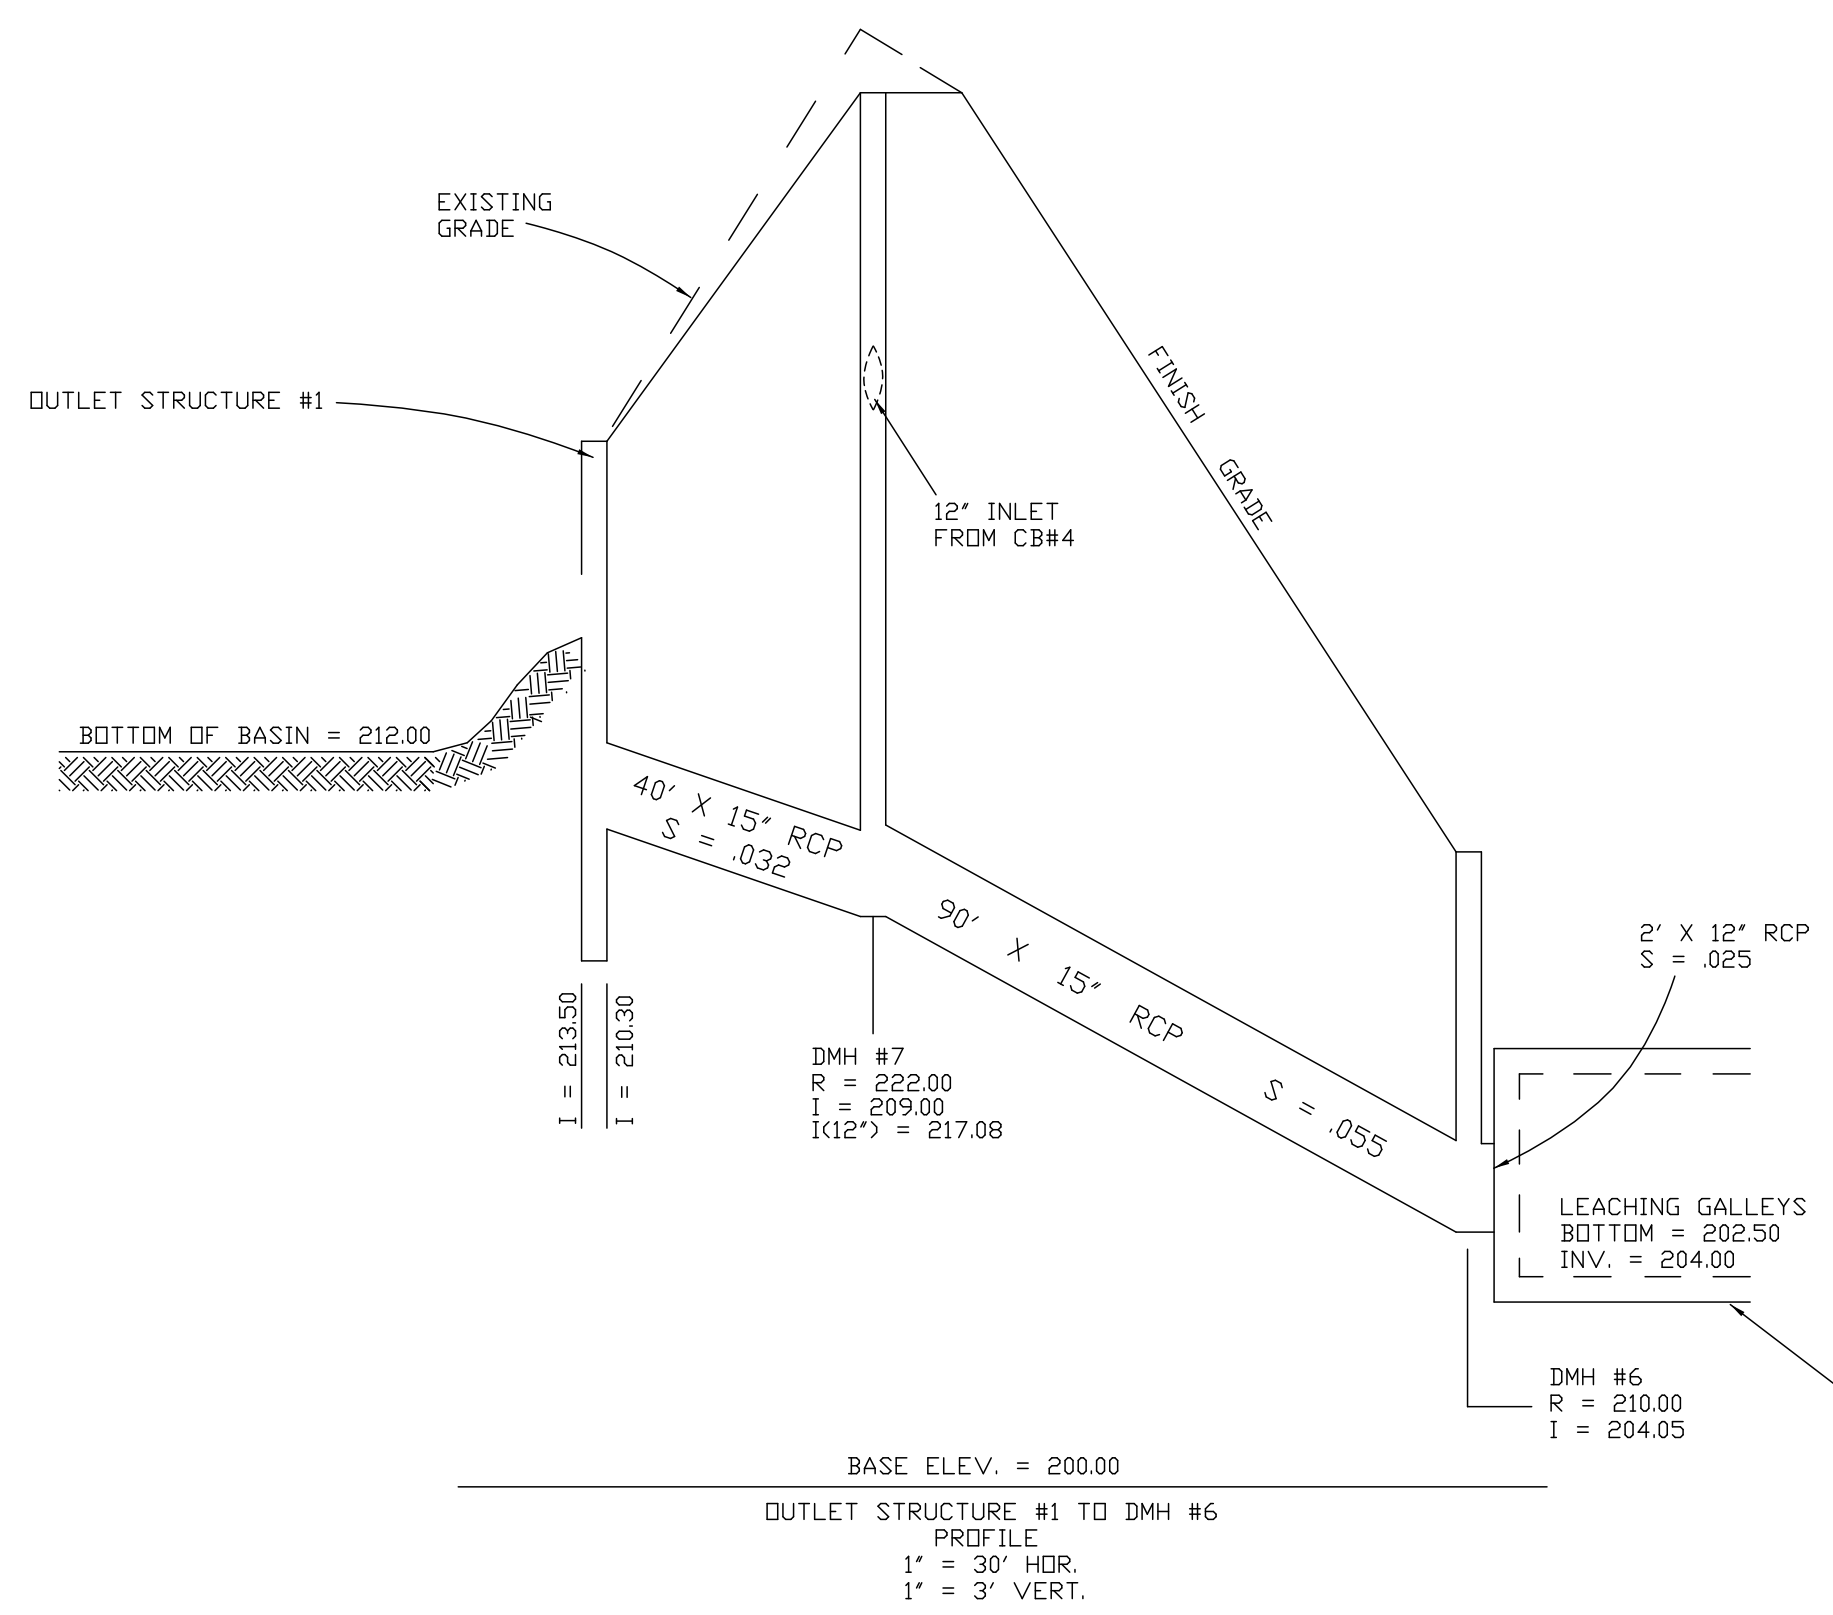 EXISTING
GRADE
OUTLET STRUCTURE #1
FINISH GRADE
12" INLET
FROM CB#4
BOTTOM OF BASIN = 212.00
40' X 15" RCP
S = .032
90' X 15" RCP S = .055
2' X 12" RCP
S = .025
I = 213.50
I = 210.30
DMH #7
R = 222.00
I = 209.00
I(12") = 217.08
LEACHING GALLEYS
BOTTOM = 202.50
INV. = 204.00
DMH #6
R = 210.00
I = 204.05
BASE ELEV. = 200.00
OUTLET STRUCTURE #1 TO DMH #6
PROFILE
1" = 30' HOR.
1" = 3' VERT.